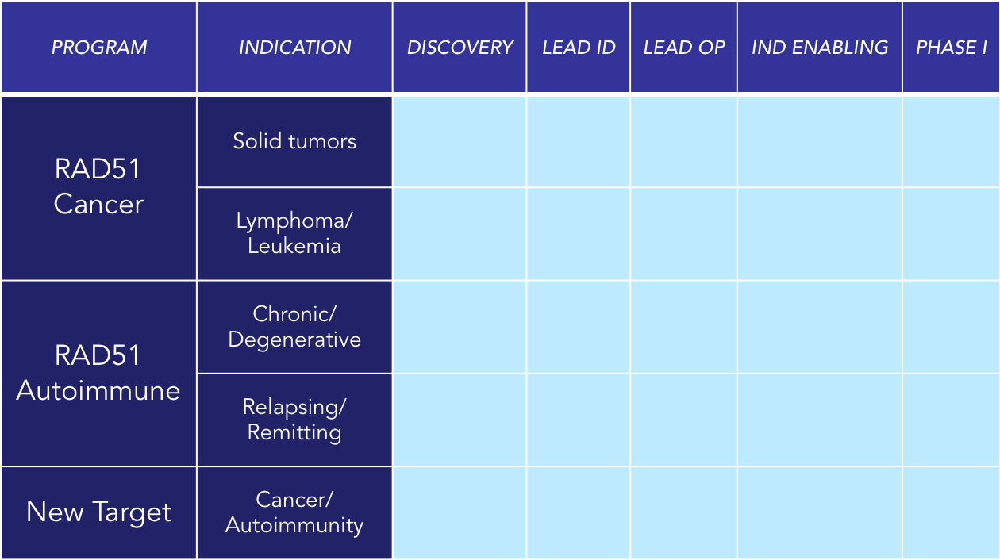 PROGRAM INDICATION DISCOVERY LEAD ID LEAD OP IND ENABLING PHASE I
RAD51
Cancer
Solid tumors
Lymphoma/
Leukemia
RAD51
Autoimmune
Chronic/
Degenerative
Relapsing/
Remitting
New Target
Cancer/
Autoimmunity